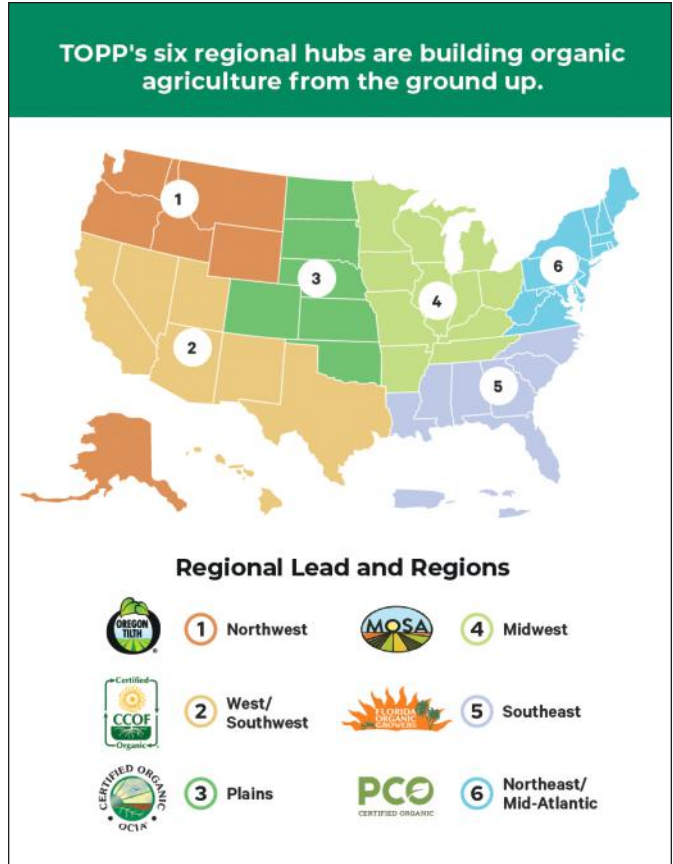 TOPP's six regional hubs are building organic
agriculture from the ground up.
1
2
3
4
5
6
Regional Lead and Regions
OREGON
TILTH
®
1 Northwest
MOSA
4 Midwest
Certified
CCOF
Organic
2 West/
Southwest
FLORIDA
ORGANIC
GROWERS
5 Southeast
CERTIFIED ORGANIC
OCIA
3 Plains
PCO
CERTIFIED ORGANIC
6 Northeast/
Mid-Atlantic